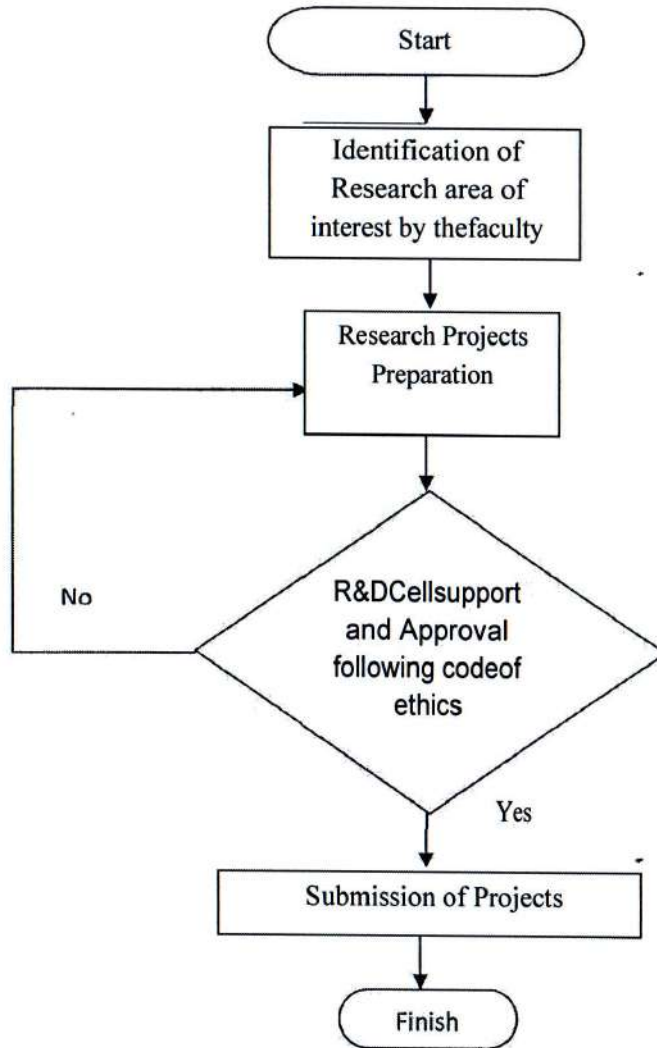 Start
Identification of
Research area of
interest by thefaculty
Research Projects
Preparation
No
R&DCellsupport
and Approval
following codeof
ethics
Yes
Submission of Projects
Finish